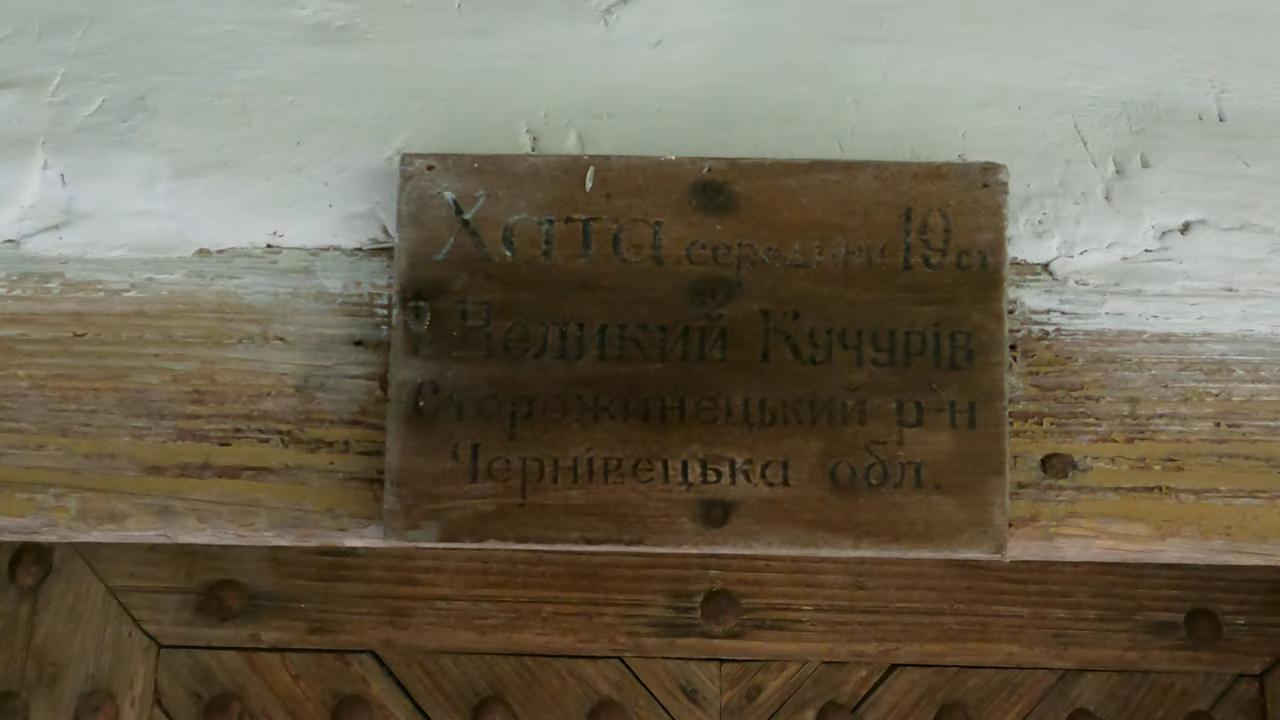 Хата середини 19 ст
Великий Кучурів
Сторожинецький р-н
Чернівецька обл.